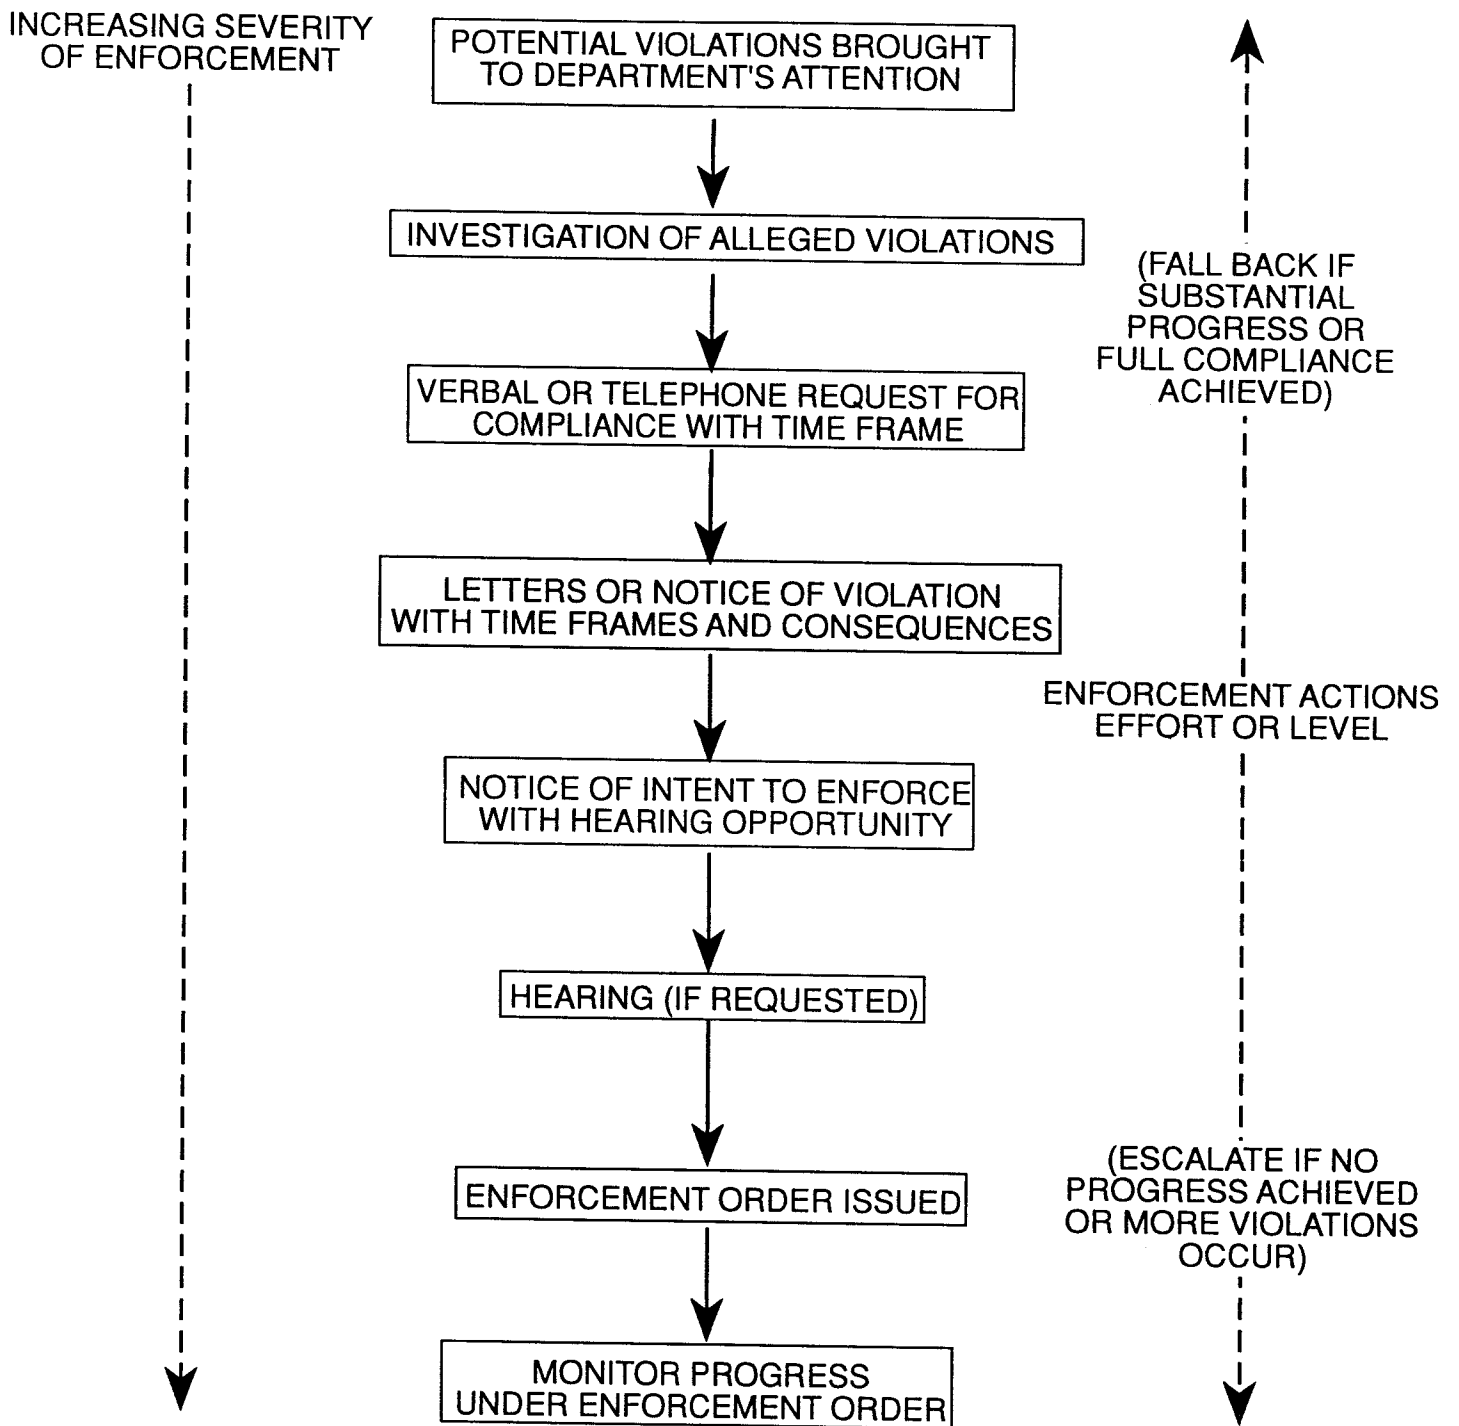 INCREASING SEVERITY
OF ENFORCEMENT
POTENTIAL VIOLATIONS BROUGHT
TO DEPARTMENT'S ATTENTION
INVESTIGATION OF ALLEGED VIOLATIONS
(FALL BACK IF
SUBSTANTIAL
PROGRESS OR
FULL COMPLIANCE
ACHIEVED)
VERBAL OR TELEPHONE REQUEST FOR
COMPLIANCE WITH TIME FRAME
LETTERS OR NOTICE OF VIOLATION
WITH TIME FRAMES AND CONSEQUENCES
ENFORCEMENT ACTIONS
EFFORT OR LEVEL
NOTICE OF INTENT TO ENFORCE
WITH HEARING OPPORTUNITY
HEARING (IF REQUESTED)
ENFORCEMENT ORDER ISSUED
(ESCALATE IF NO
PROGRESS ACHIEVED
OR MORE VIOLATIONS
OCCUR)
MONITOR PROGRESS
UNDER ENFORCEMENT ORDER